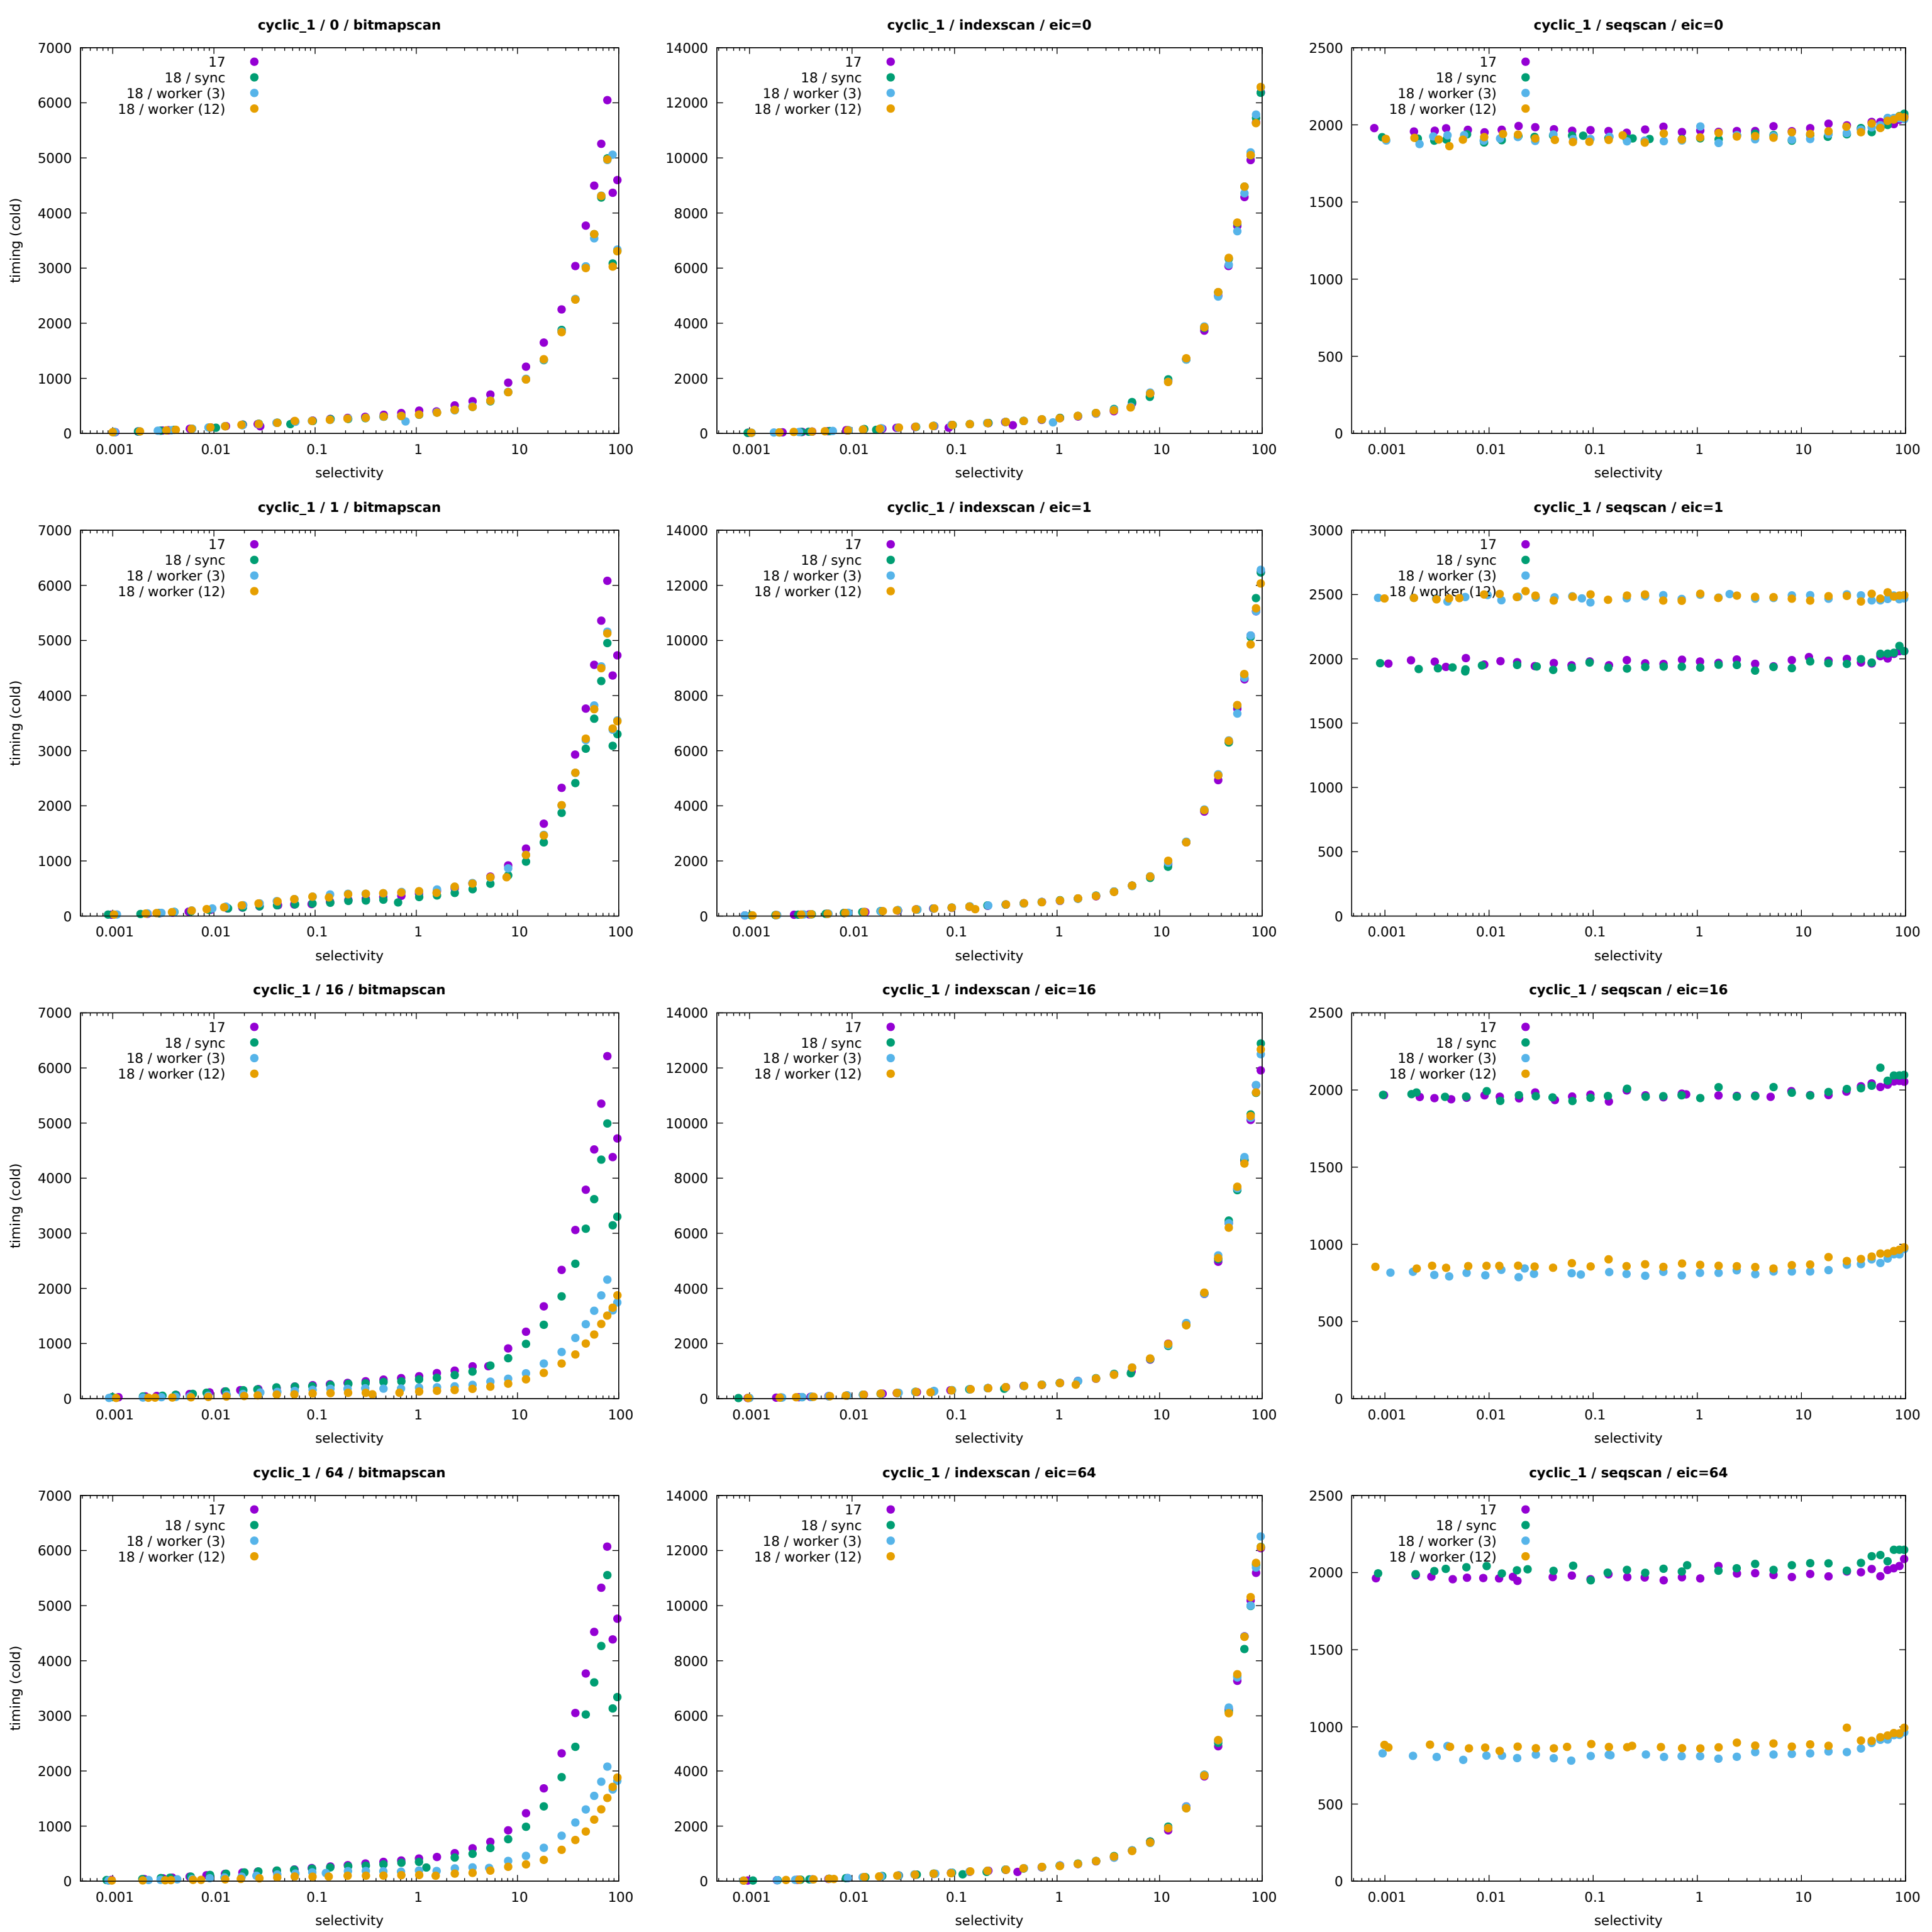 cyclic_1 / 0 / bitmapscan
timing (cold)
7000
6000
5000
4000
3000
2000
1000
0
17
18 / sync
18 / worker (3)
18 / worker (12)
0.001 0.01 0.1 1 10 100
selectivity
cyclic_1 / indexscan / eic=0
14000
12000
10000
8000
6000
4000
2000
0
17
18 / sync
18 / worker (3)
18 / worker (12)
0.001 0.01 0.1 1 10 100
selectivity
cyclic_1 / seqscan / eic=0
2500
2000
1500
1000
500
0
17
18 / sync
18 / worker (3)
18 / worker (12)
0.001 0.01 0.1 1 10 100
selectivity
cyclic_1 / 1 / bitmapscan
timing (cold)
7000
6000
5000
4000
3000
2000
1000
0
17
18 / sync
18 / worker (3)
18 / worker (12)
0.001 0.01 0.1 1 10 100
selectivity
cyclic_1 / indexscan / eic=1
14000
12000
10000
8000
6000
4000
2000
0
17
18 / sync
18 / worker (3)
18 / worker (12)
0.001 0.01 0.1 1 10 100
selectivity
cyclic_1 / seqscan / eic=1
3000
2500
2000
1500
1000
500
0
17
18 / sync
18 / worker (3)
18 / worker (12)
0.001 0.01 0.1 1 10 100
selectivity
cyclic_1 / 16 / bitmapscan
timing (cold)
7000
6000
5000
4000
3000
2000
1000
0
17
18 / sync
18 / worker (3)
18 / worker (12)
0.001 0.01 0.1 1 10 100
selectivity
cyclic_1 / indexscan / eic=16
14000
12000
10000
8000
6000
4000
2000
0
17
18 / sync
18 / worker (3)
18 / worker (12)
0.001 0.01 0.1 1 10 100
selectivity
cyclic_1 / seqscan / eic=16
2500
2000
1500
1000
500
0
17
18 / sync
18 / worker (3)
18 / worker (12)
0.001 0.01 0.1 1 10 100
selectivity
cyclic_1 / 64 / bitmapscan
timing (cold)
7000
6000
5000
4000
3000
2000
1000
0
17
18 / sync
18 / worker (3)
18 / worker (12)
0.001 0.01 0.1 1 10 100
selectivity
cyclic_1 / indexscan / eic=64
14000
12000
10000
8000
6000
4000
2000
0
17
18 / sync
18 / worker (3)
18 / worker (12)
0.001 0.01 0.1 1 10 100
selectivity
cyclic_1 / seqscan / eic=64
2500
2000
1500
1000
500
0
17
18 / sync
18 / worker (3)
18 / worker (12)
0.001 0.01 0.1 1 10 100
selectivity